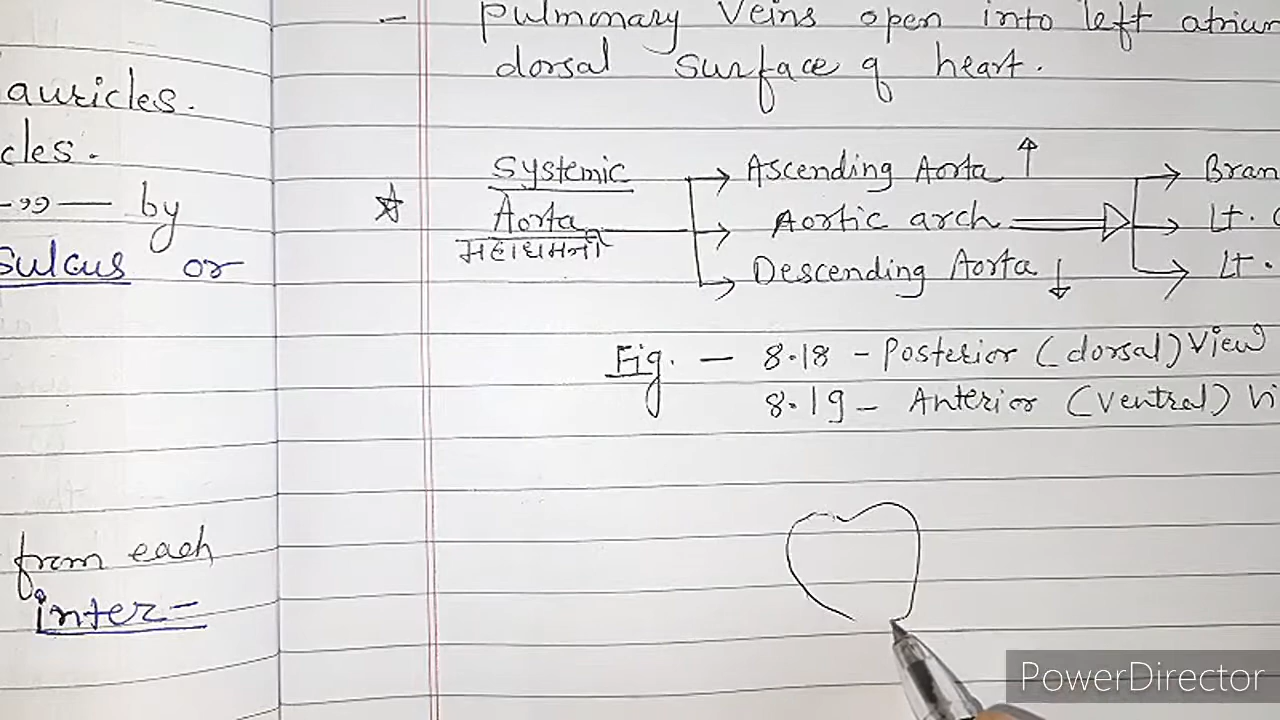 auricles.
cles.
-,,- by
sulcus or
from each
inter-
- pulmonary veins open into left atrium
dorsal surface of heart.
Systemic
Aorta
महाधमनी
Ascending Aorta ↑
Aortic arch
Descending Aorta ↓
Bran
Lt. C
Lt.
Fig. - 8.18 - Posterior (dorsal) View
8.19 - Anterior (ventral) Vi
PowerDirector